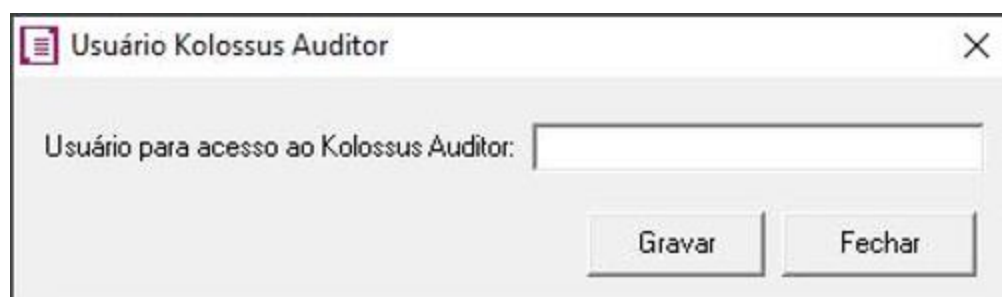 Usuário Kolossus Auditor
Usuário para acesso ao Kolossus Auditor:
Gravar Fechar